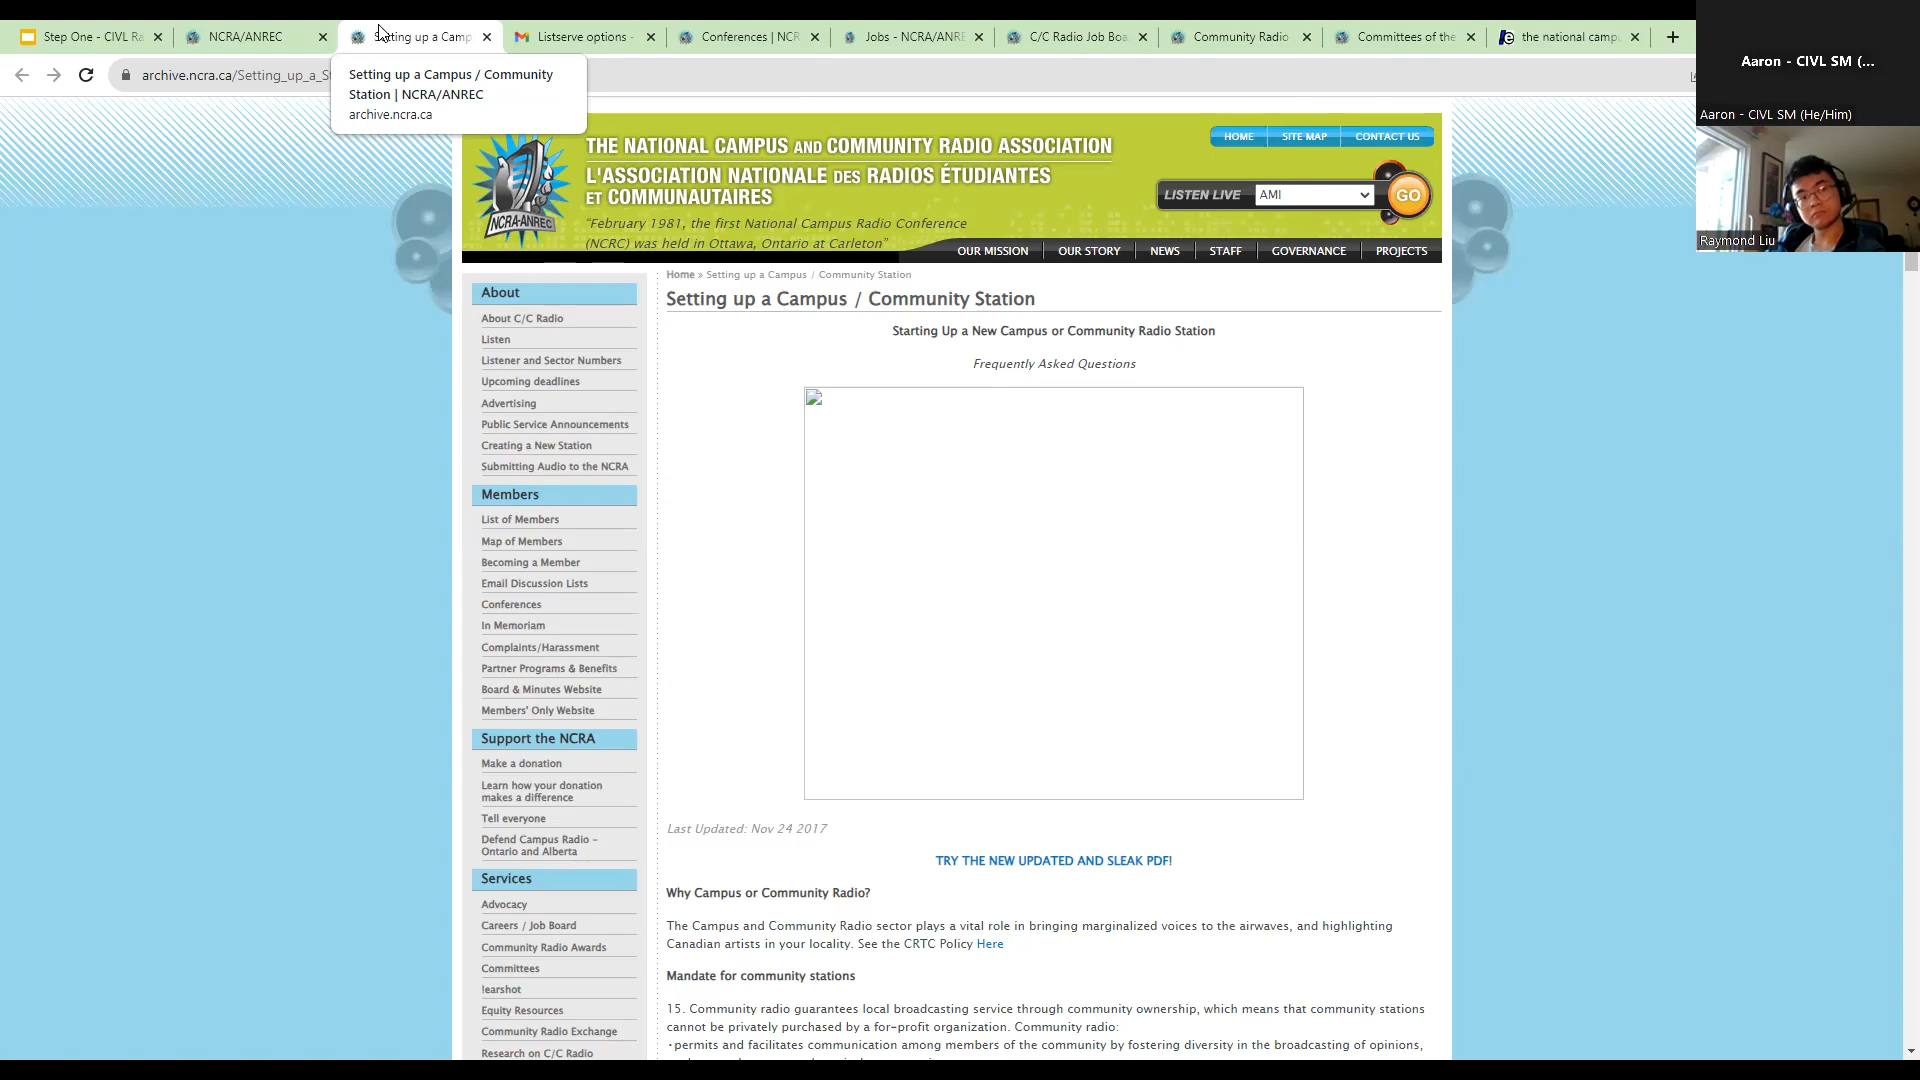 Step One - CIVL Ra
NCRA/ANREC
Setting up a Camp
Listserve options -
Conferences | NCR
Jobs - NCRA/ANRE
C/C Radio Job Boa
Community Radio
Committees of the
the national camp
archive.ncra.ca/Setting_up_a_S
Setting up a Campus / Community
Station | NCRA/ANREC
archive.ncra.ca
Aaron - CIVL SM (...
Aaron - CIVL SM (He/Him)
Raymond Liu
THE NATIONAL CAMPUS AND COMMUNITY RADIO ASSOCIATION
L'ASSOCIATION NATIONALE DES RADIOS ÉTUDIANTES
ET COMMUNAUTAIRES
NCRA-ANREC
"February 1981, the first National Campus Radio Conference
(NCRC) was held in Ottawa, Ontario at Carleton"
HOME
SITE MAP
CONTACT US
LISTEN LIVE
AMI
GO
OUR MISSION
OUR STORY
NEWS
STAFF
GOVERNANCE
PROJECTS
About
About C/C Radio
Listen
Listener and Sector Numbers
Upcoming deadlines
Advertising
Public Service Announcements
Creating a New Station
Submitting Audio to the NCRA
Members
List of Members
Map of Members
Becoming a Member
Email Discussion Lists
Conferences
In Memoriam
Complaints/Harassment
Partner Programs & Benefits
Board & Minutes Website
Members' Only Website
Support the NCRA
Make a donation
Learn how your donation
makes a difference
Tell everyone
Defend Campus Radio -
Ontario and Alberta
Services
Advocacy
Careers / Job Board
Community Radio Awards
Committees
!earshot
Equity Resources
Community Radio Exchange
Research on C/C Radio
Home » Setting up a Campus / Community Station
Setting up a Campus / Community Station
Starting Up a New Campus or Community Radio Station
Frequently Asked Questions
Last Updated: Nov 24 2017
TRY THE NEW UPDATED AND SLEAK PDF!
Why Campus or Community Radio?
The Campus and Community Radio sector plays a vital role in bringing marginalized voices to the airwaves, and highlighting
Canadian artists in your locality. See the CRTC Policy Here
Mandate for community stations
15. Community radio guarantees local broadcasting service through community ownership, which means that community stations
cannot be privately purchased by a for-profit organization. Community radio:
·permits and facilitates communication among members of the community by fostering diversity in the broadcasting of opinions,